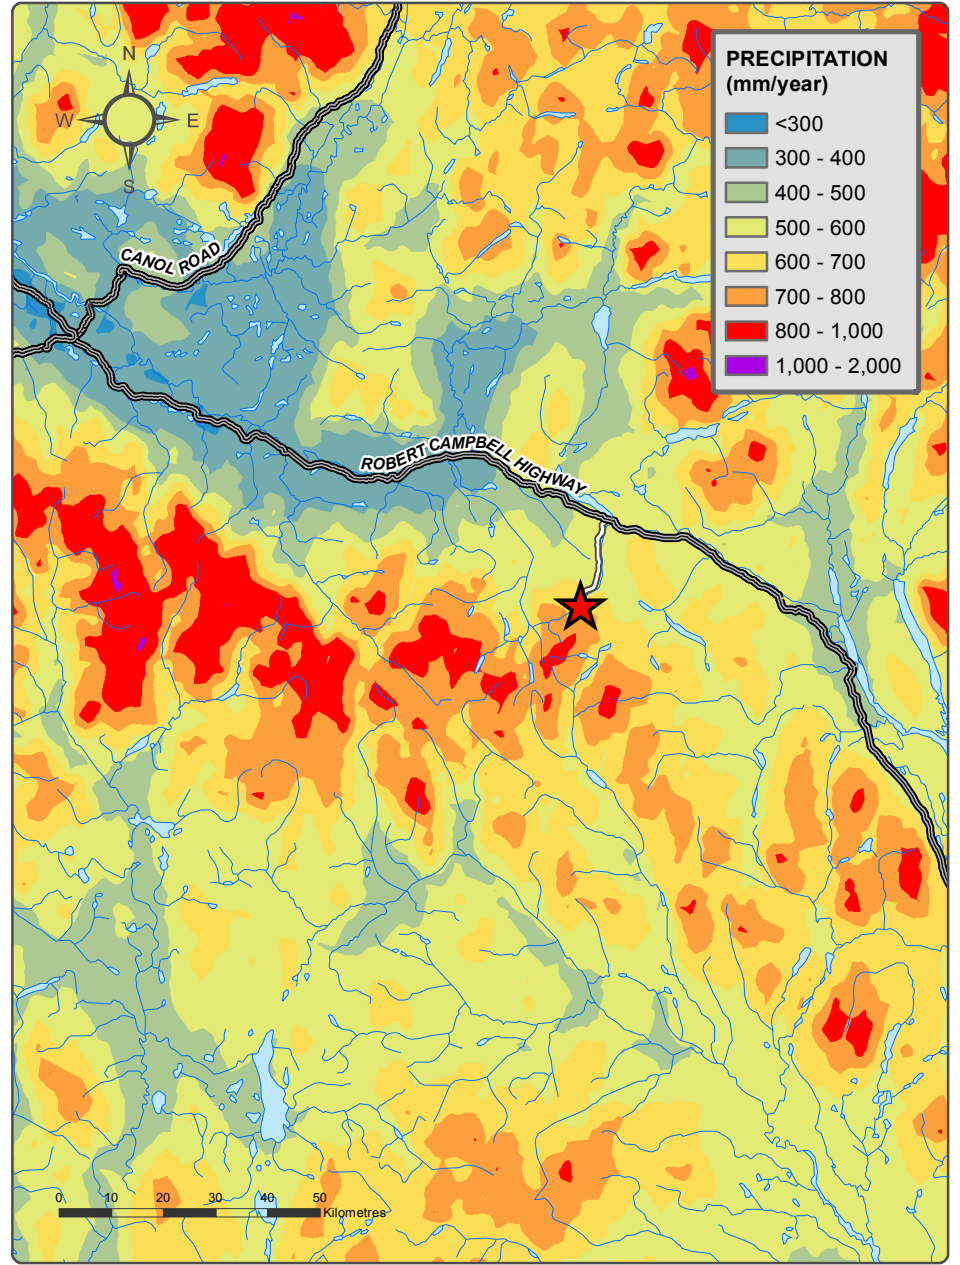 N
W E
S
PRECIPITATION
(mm/year)
<300
300 - 400
400 - 500
500 - 600
600 - 700
700 - 800
800 - 1,000
1,000 - 2,000
CANOL ROAD
ROBERT CAMPBELL HIGHWAY
0 10 20 30 40 50
Kilometres